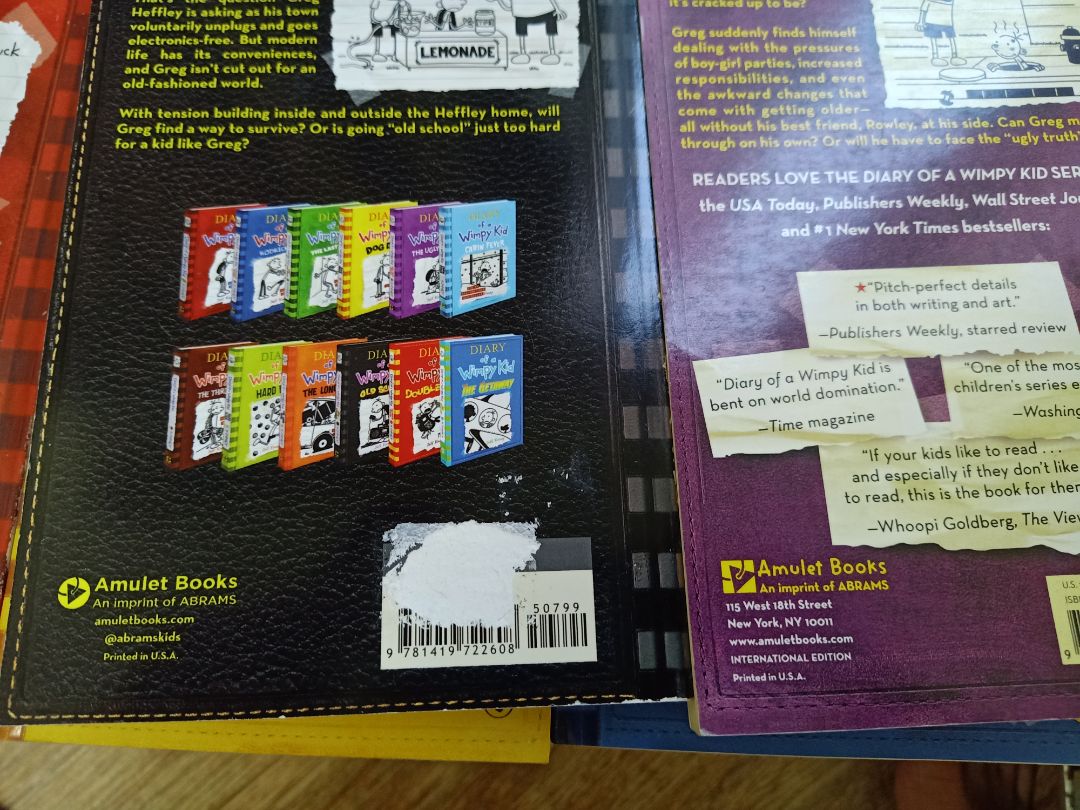 Heffley is asking as his town
voluntarily unplugs and goes
electronics-free. But modern
life has its conveniences,
and Greg isn't cut out for an
old-fashioned world.
LEMONADE
With tension building inside and outside the Heffley home, will
Greg find a way to survive? Or is going "old school" just too hard
for a kid like Greg?
DIARY
of a
Wimpy Kid
CABIN FEVER
DIARY
of a
Wimpy Kid
THE GETAWAY
Amulet Books
An imprint of ABRAMS
amuletbooks.com
@abramskids
Printed in U.S.A.
50799
9 781419 722608
it's cracked up to be?
Greg suddenly finds himself
dealing with the pressures
of boy-girl parties, increased
responsibilities, and even
the awkward changes that
come with getting older—
all without his best friend, Rowley, at his side. Can Greg
through on his own? Or will he have to face the "ugly truth
READERS LOVE THE DIARY OF A WIMPY KID
the USA Today, Publishers Weekly, Wall Street
and #1 New York Times bestsellers:
★"Pitch-perfect details
in both writing and art."
—Publishers Weekly, starred review
"Diary of a Wimpy Kid is
bent on world domination."
—Time magazine
"One of the
children's series
"If your kids like to read . . .
and especially if they don't like
to read, this is the book for
—Whoopi Goldberg, The
Amulet Books
An imprint of ABRAMS
115 West 18th Street
New York, NY 10011
www.amuletbooks.com
INTERNATIONAL EDITION
Printed in U.S.A.
U.S.
ISBN
9